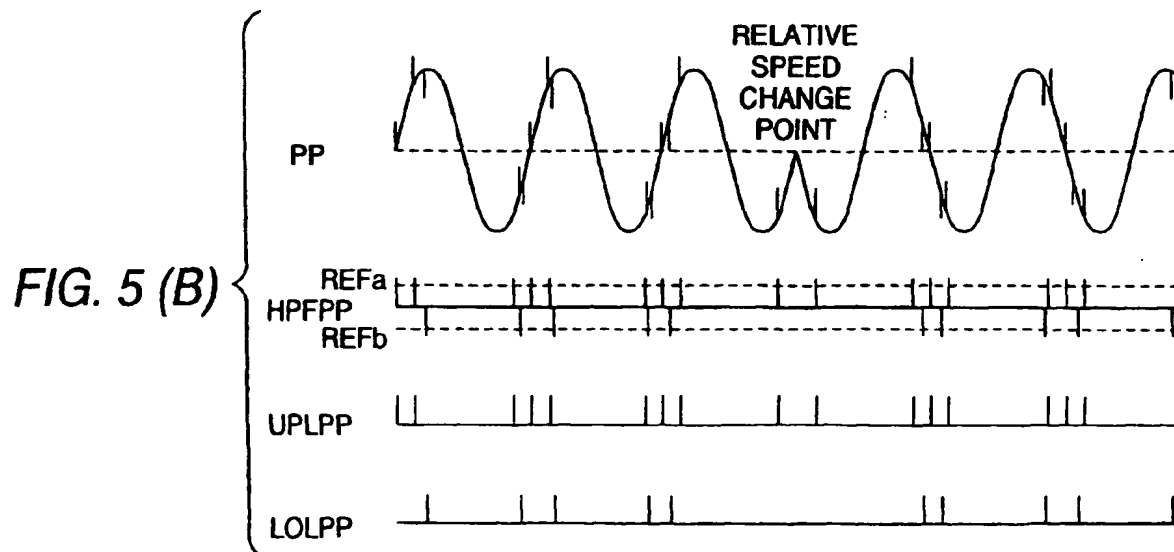 RELATIVE
SPEED
CHANGE
POINT
PP
FIG. 5 (B)
REFa
HPFPP
REFb
UPLPP
LOLPP